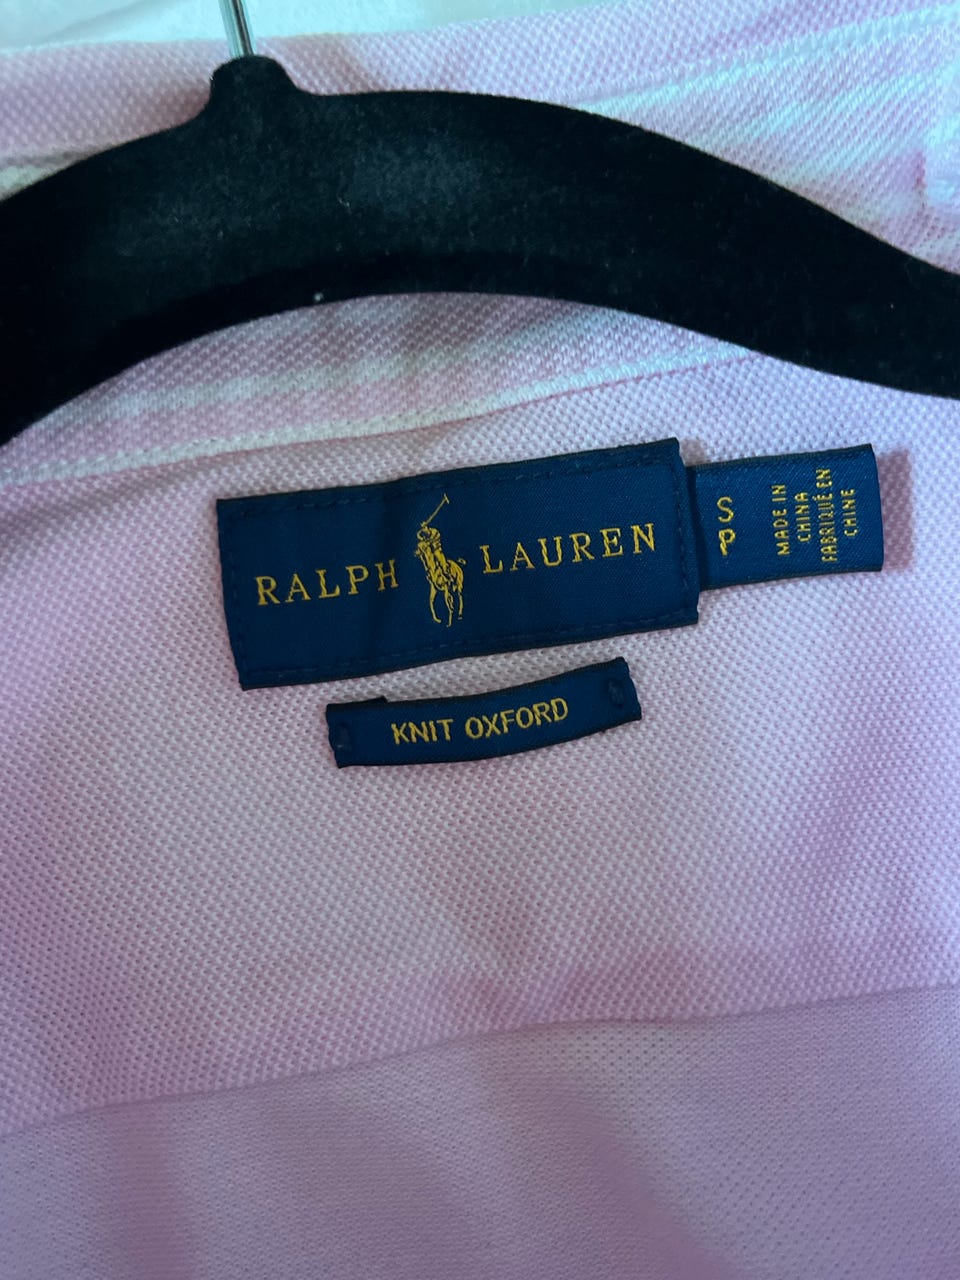 RALPH LAUREN
S
P
MADE IN
CHINA
FABRIQUÉ EN
CHINE
KNIT OXFORD